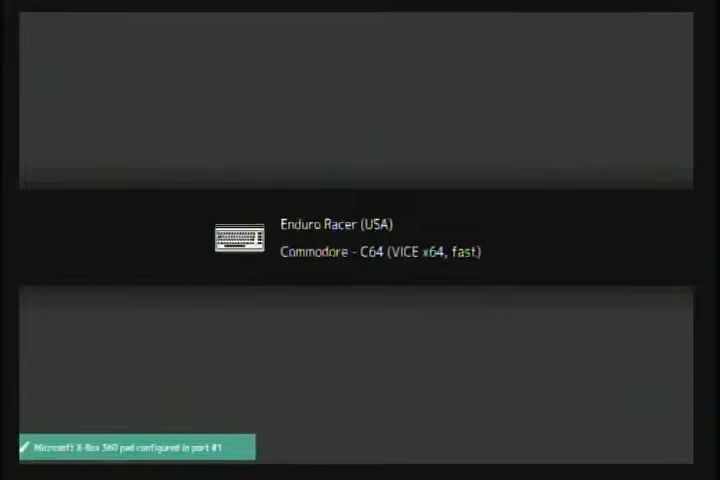 Enduro Racer (USA)
Commodore - C64 (VICE x64, fast)
Microsoft X-Box 360 pad configured in port #1